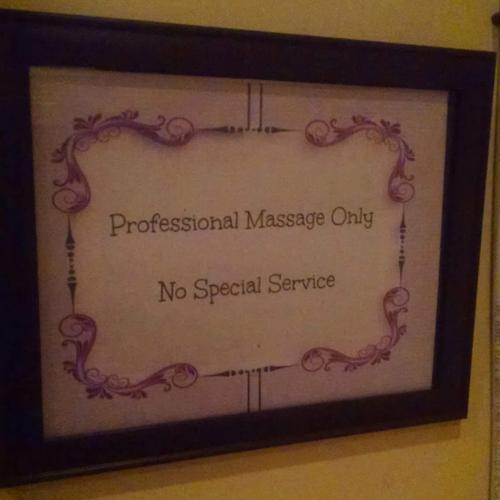 Professional Massage Only
No Special Service